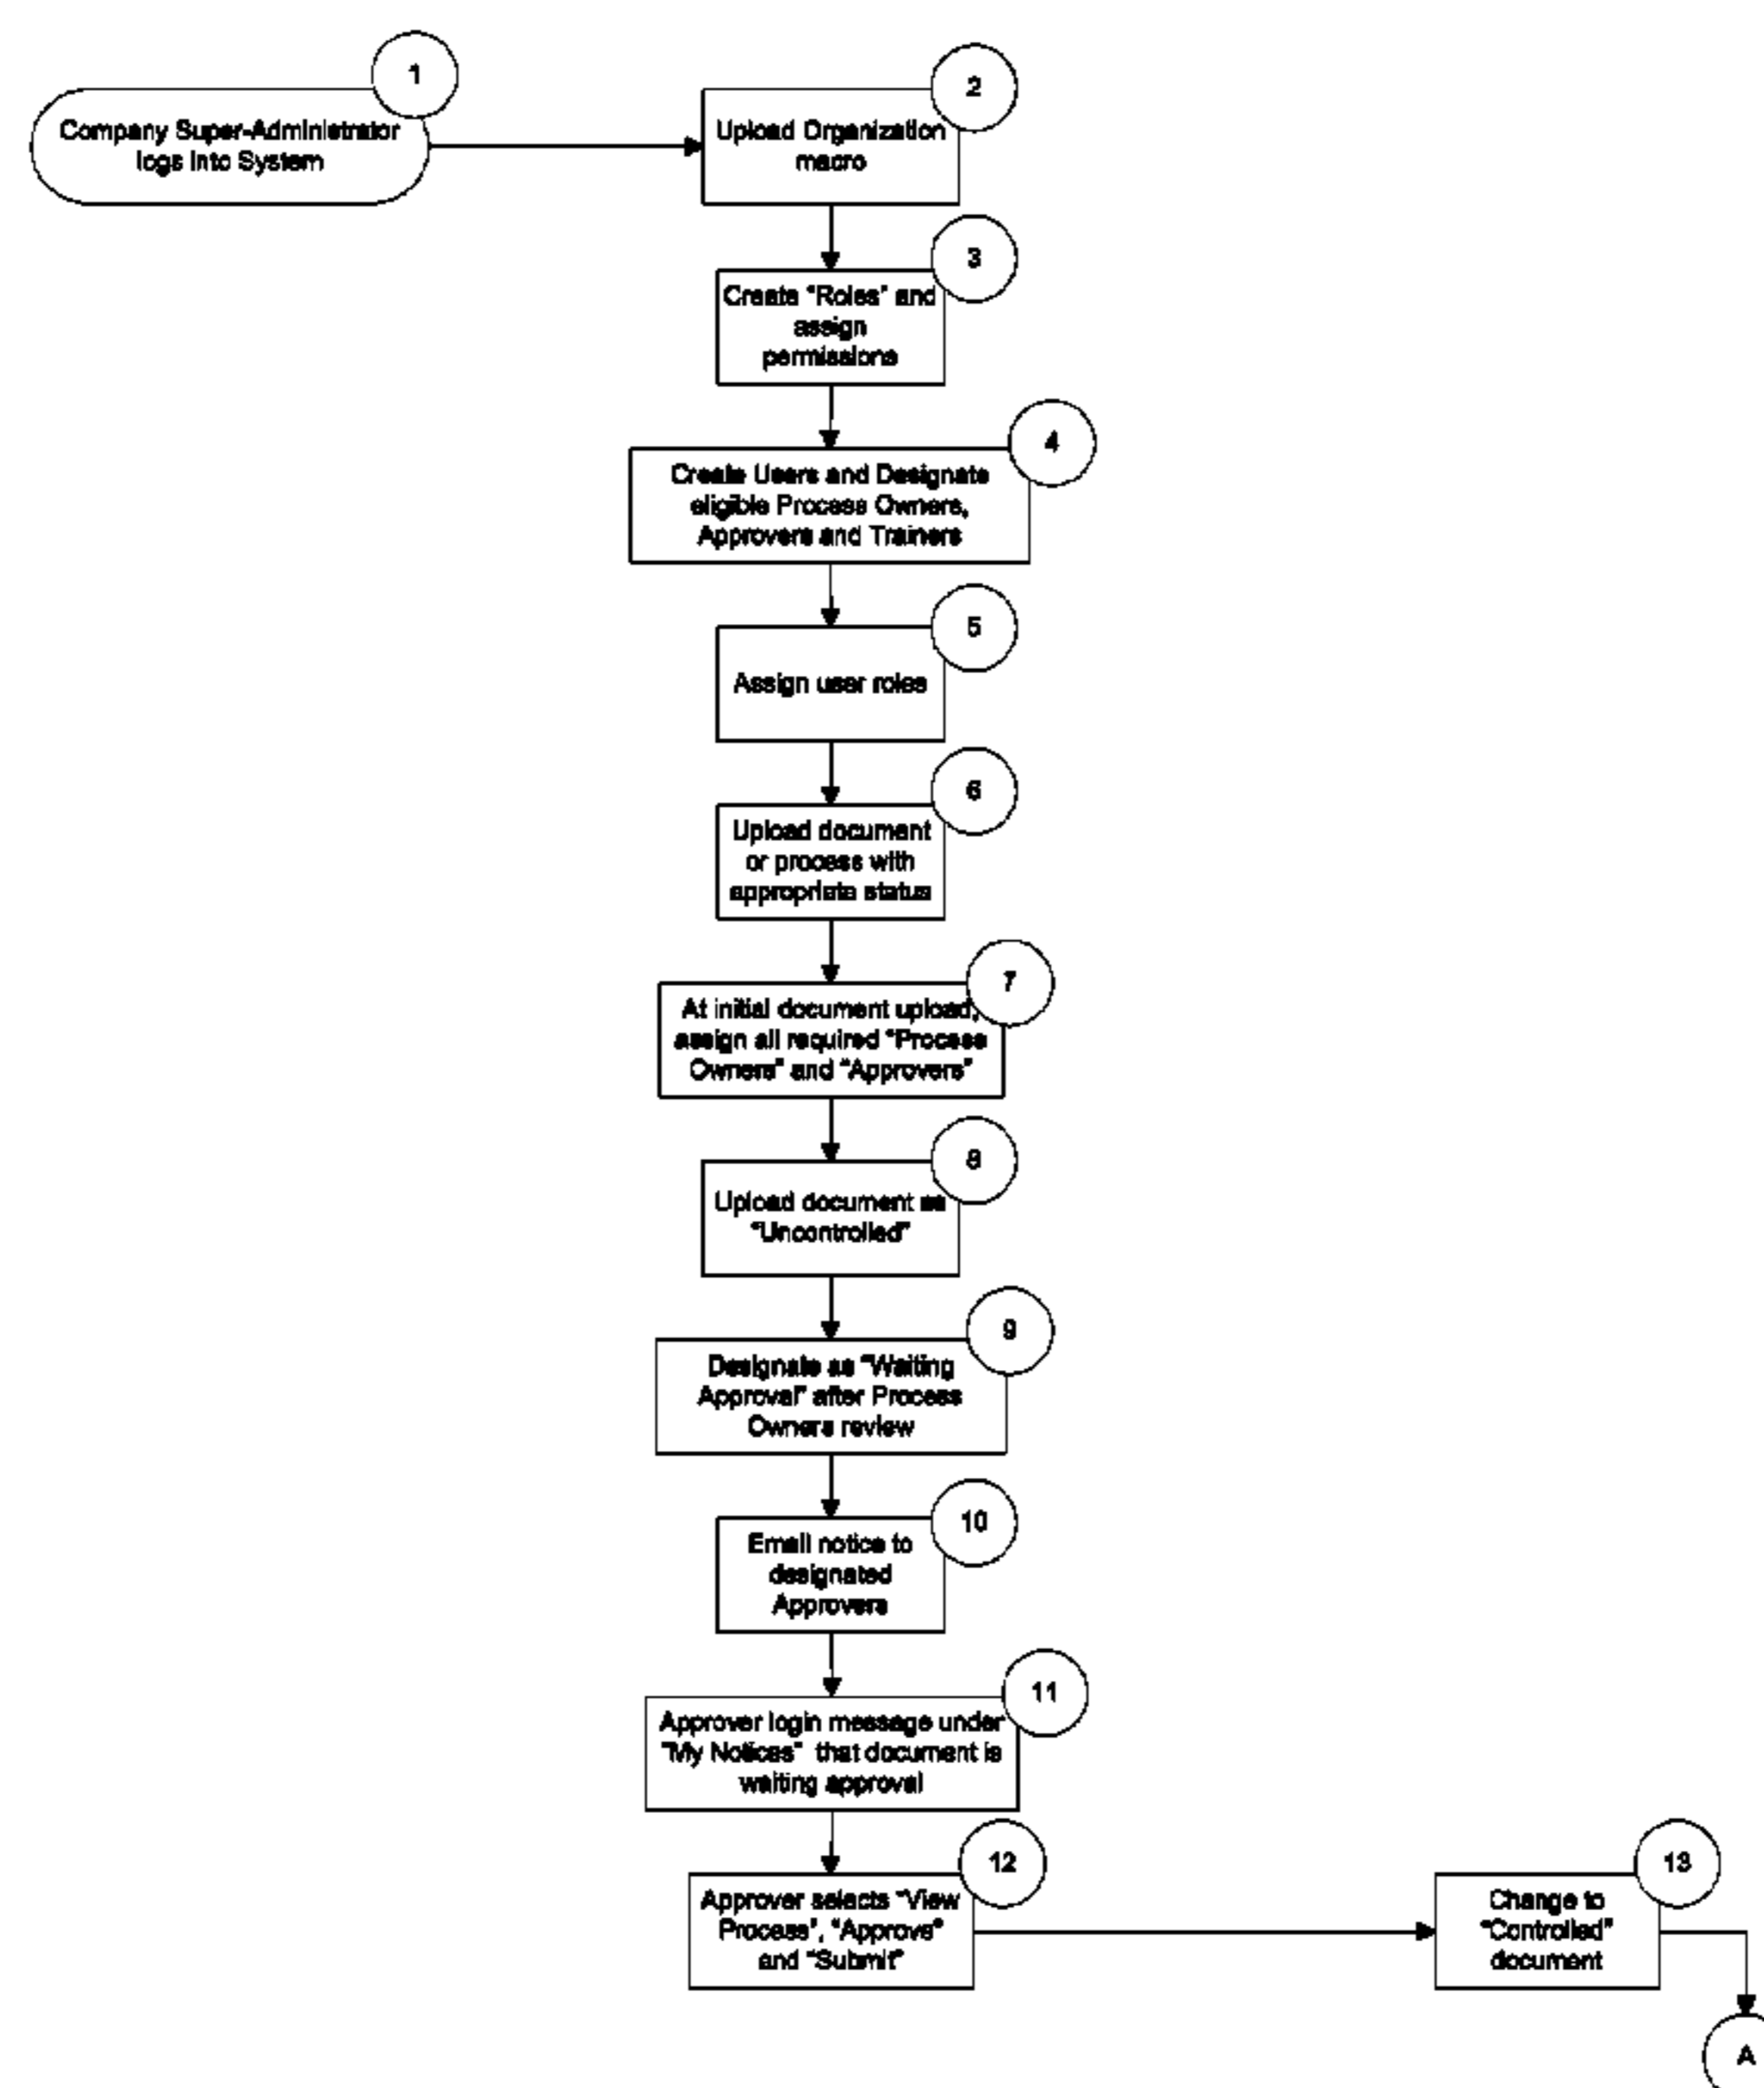 1
Company Super-Administrator
logs into System
2
Upload Organization
macro
3
Create "Roles" and
assign
permissions
4
Create Users and Designate
eligible Process Owners,
Approvers and Trainers
5
Assign user roles
6
Upload document
or process with
appropriate status
7
At initial document upload,
assign all required "Process
Owners" and "Approvers"
8
Upload document as
"Uncontrolled"
9
Designate as "Waiting
Approval" after Process
Owners review
10
Email notice to
designated
Approvers
11
Approver login message under
"My Notices" that document is
waiting approval
12
Approver selects "View
Process", "Approve"
and "Submit"
13
Change to
"Controlled"
document
A